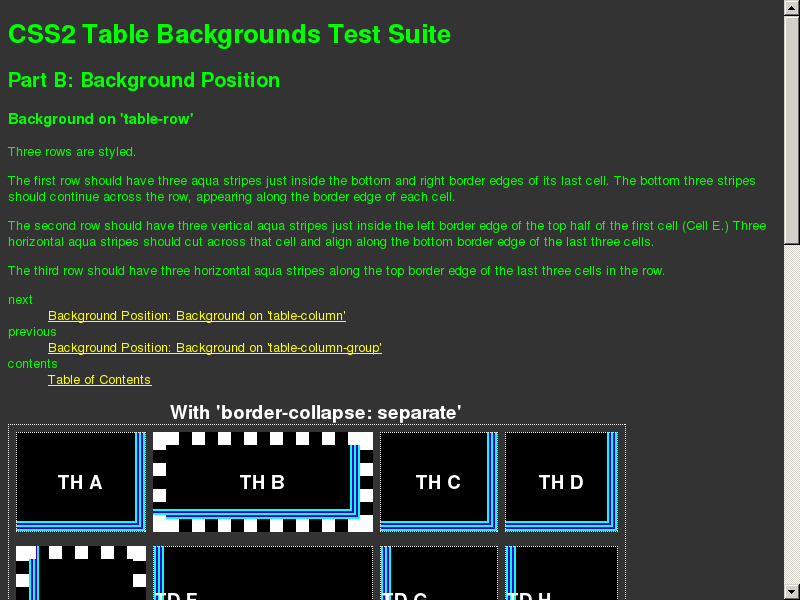 CSS2 Table Backgrounds Test Suite
Part B: Background Position
Background on 'table-row'
Three rows are styled.
The first row should have three aqua stripes just inside the bottom and right border edges of its last cell. The bottom three stripes
should continue across the row, appearing along the border edge of each cell.
The second row should have three vertical aqua stripes just inside the left border edge of the top half of the first cell (Cell E.) Three
horizontal aqua stripes should cut across that cell and align along the bottom border edge of the last three cells.
The third row should have three horizontal aqua stripes along the top border edge of the last three cells in the row.
next
Background Position: Background on 'table-column'
previous
Background Position: Background on 'table-column-group'
contents
Table of Contents
With 'border-collapse: separate'
TH A TH B TH C TH D
TD F TD G TD H